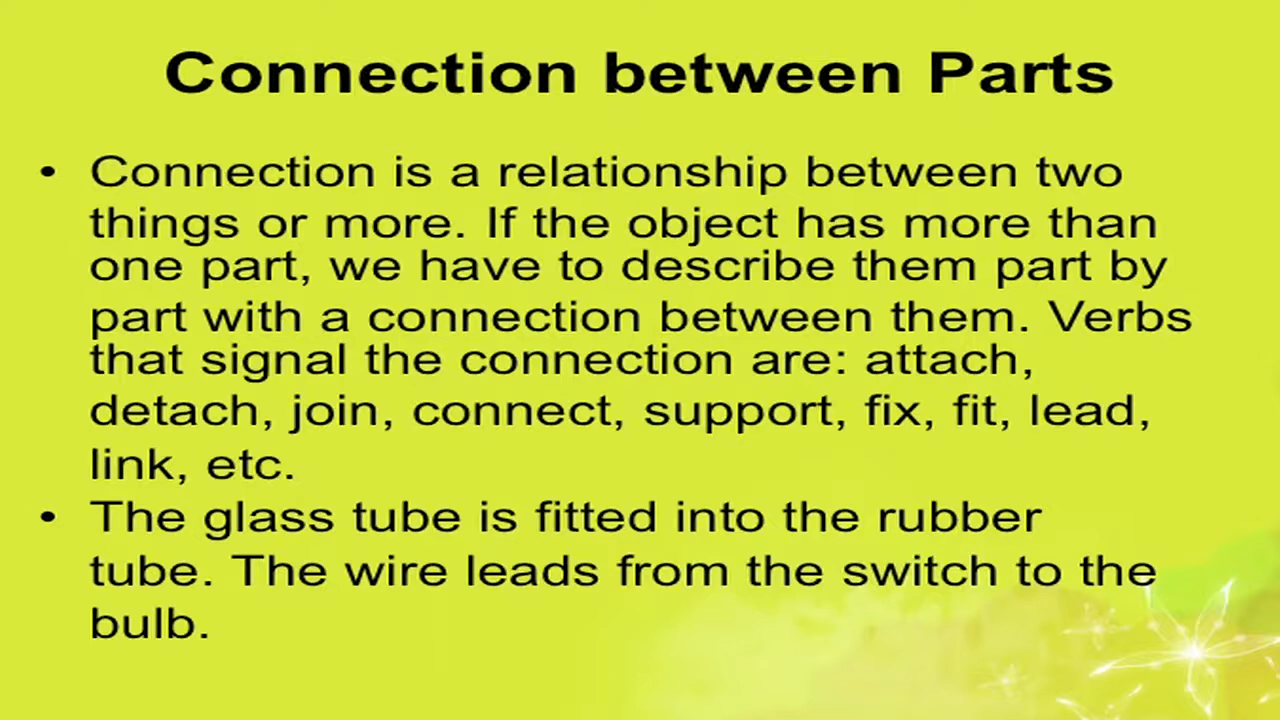 Connection between Parts
• Connection is a relationship between two
things or more. If the object has more than
one part, we have to describe them part by
part with a connection between them. Verbs
that signal the connection are: attach,
detach, join, connect, support, fix, fit, lead,
link, etc.
• The glass tube is fitted into the rubber
tube. The wire leads from the switch to the
bulb.